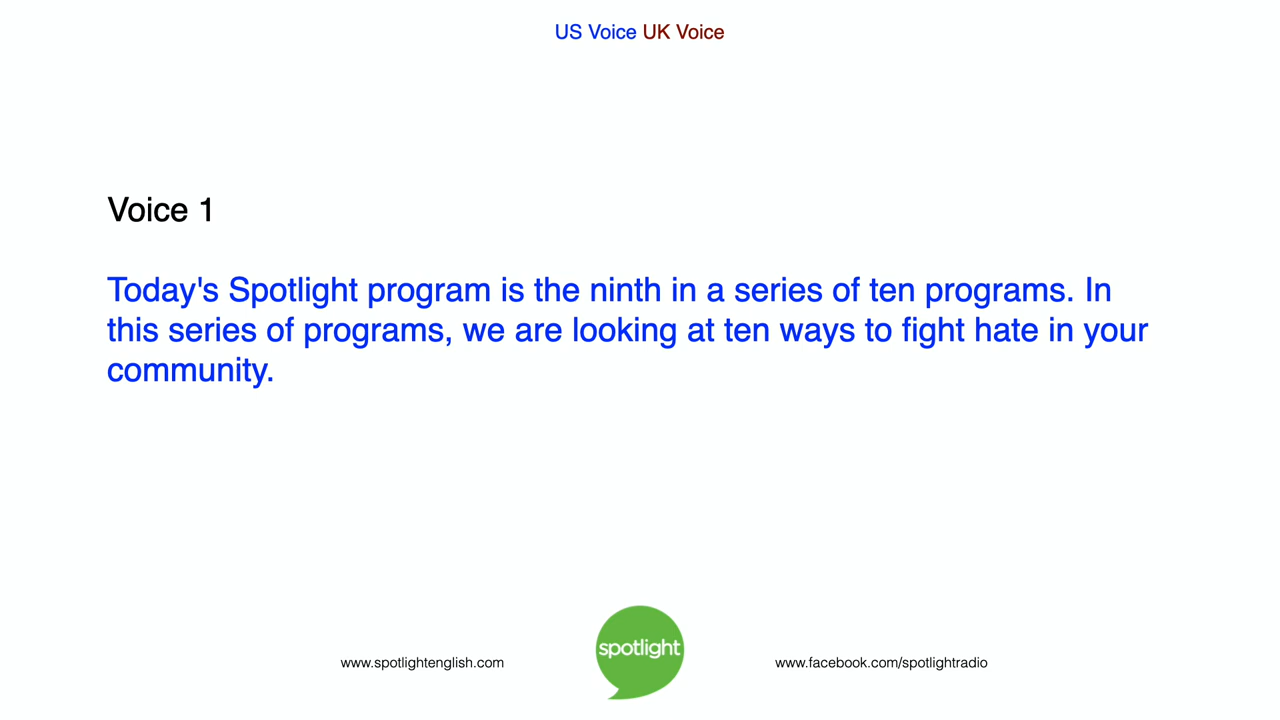 US Voice UK Voice
Voice 1
Today's Spotlight program is the ninth in a series of ten programs. In
this series of programs, we are looking at ten ways to fight hate in your
community.
www.spotlightenglish.com
spotlight
www.facebook.com/spotlightradio